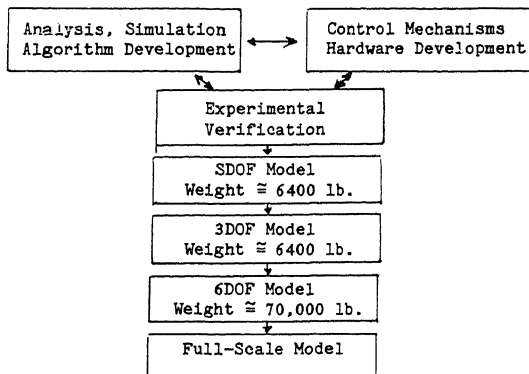 Analysis, Simulation
Algorithm Development
Control Mechanisms
Hardware Development
Experimental
Verification
SDOF Model
Weight ≅ 6400 lb.
3DOF Model
Weight ≅ 6400 lb.
6DOF Model
Weight ≅ 70,000 lb.
Full-Scale Model